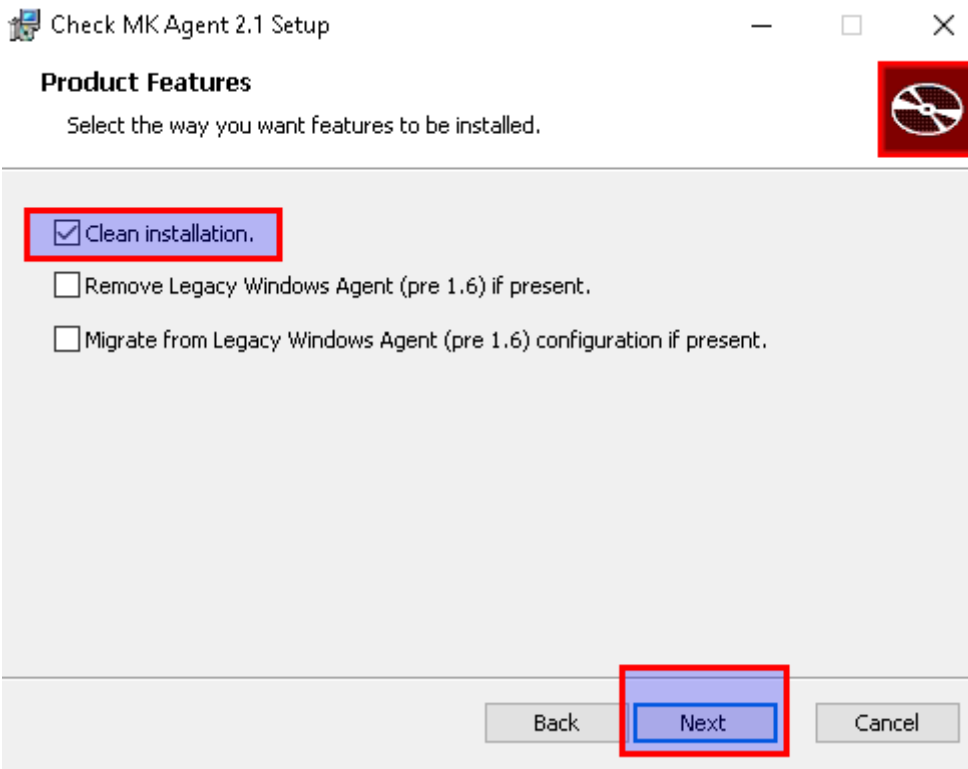 Check MK Agent 2.1 Setup
Product Features
Select the way you want features to be installed.
Clean installation.
Remove Legacy Windows Agent (pre 1.6) if present.
Migrate from Legacy Windows Agent (pre 1.6) configuration if present.
Back Next Cancel